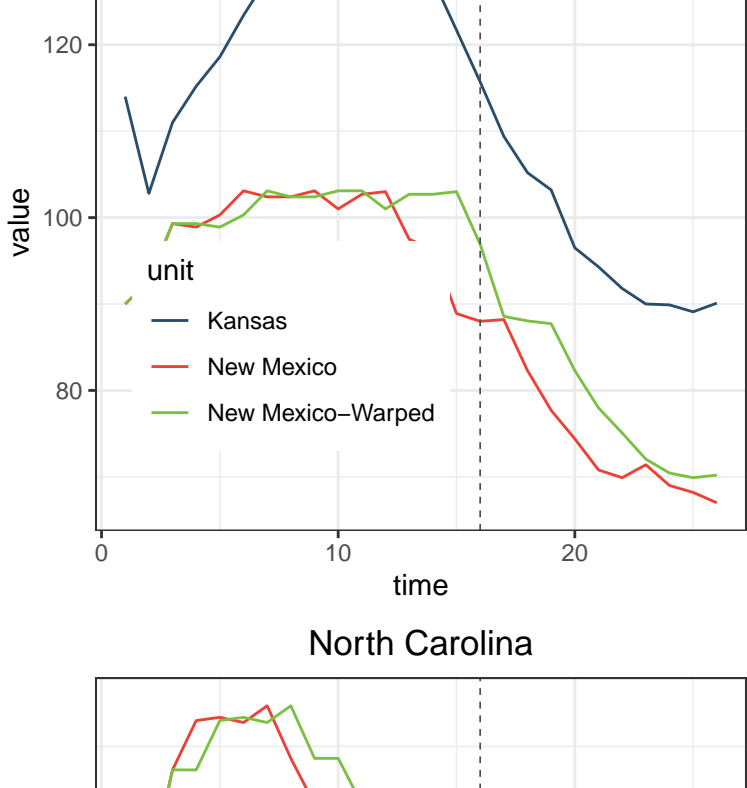 120
100
80
value
unit
Kansas
New Mexico
New Mexico−Warped
0 10 20
time
North Carolina